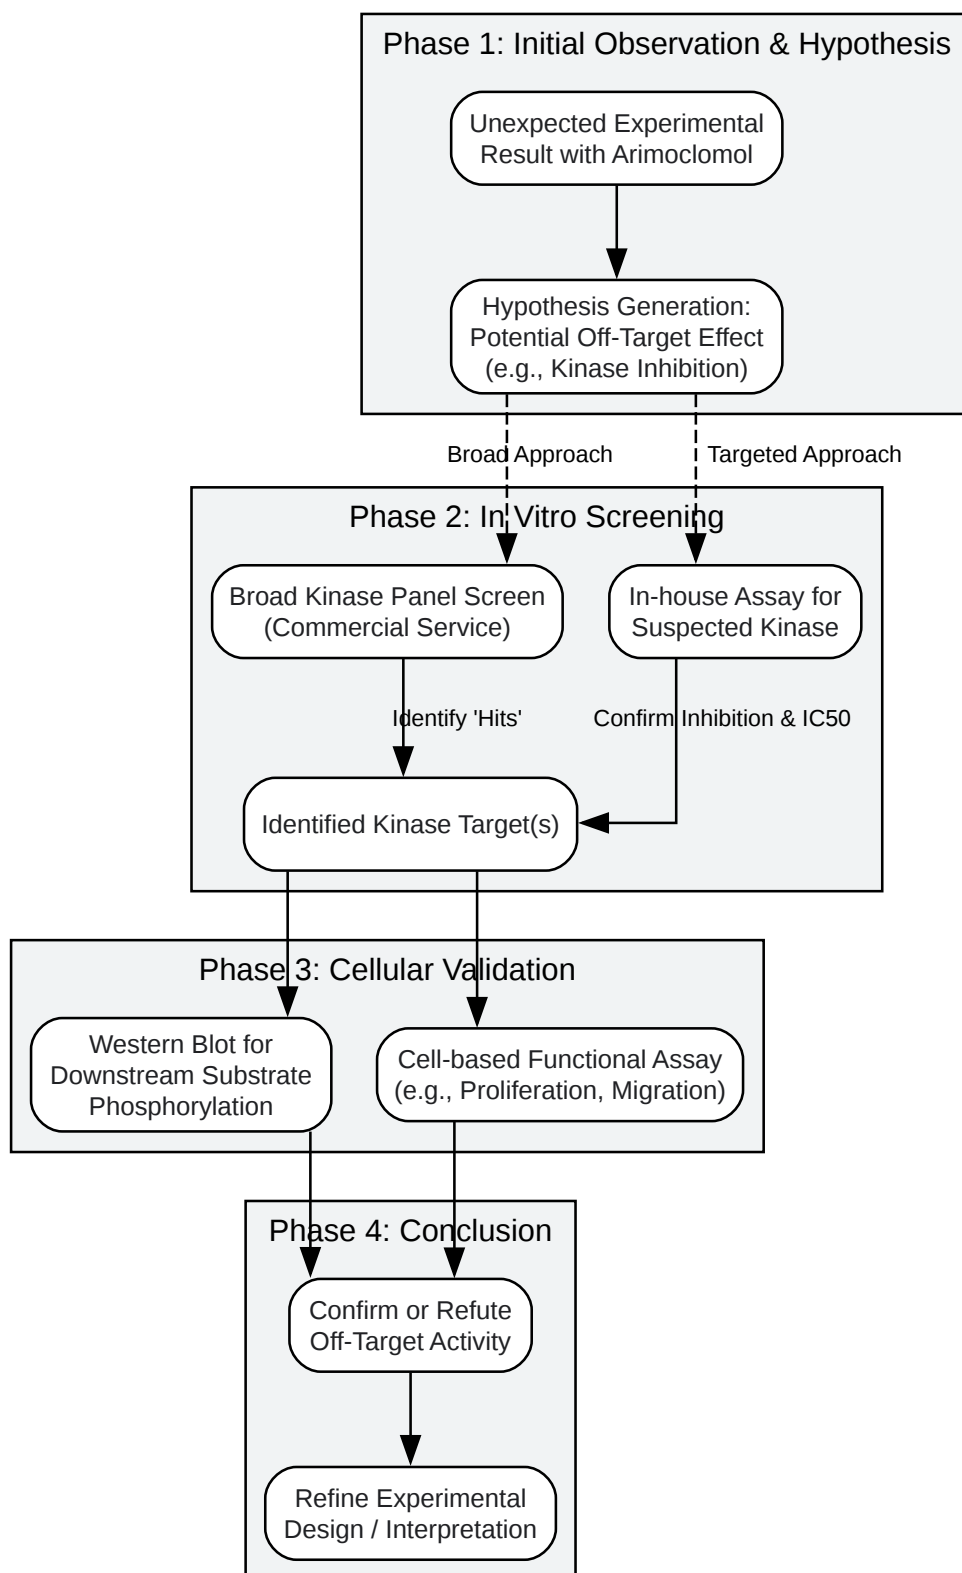 Phase 1: Initial Observation & Hypothesis
Unexpected Experimental
Result with Arimoclomol
Hypothesis Generation:
Potential Off-Target Effect
(e.g., Kinase Inhibition)
Broad Approach
Targeted Approach
Phase 2: In Vitro Screening
Broad Kinase Panel Screen
(Commercial Service)
In-house Assay for
Suspected Kinase
Identify 'Hits'
Confirm Inhibition & IC50
Identified Kinase Target(s)
Phase 3: Cellular Validation
Western Blot for
Downstream Substrate
Phosphorylation
Cell-based Functional Assay
(e.g., Proliferation, Migration)
Phase 4: Conclusion
Confirm or Refute
Off-Target Activity
Refine Experimental
Design / Interpretation